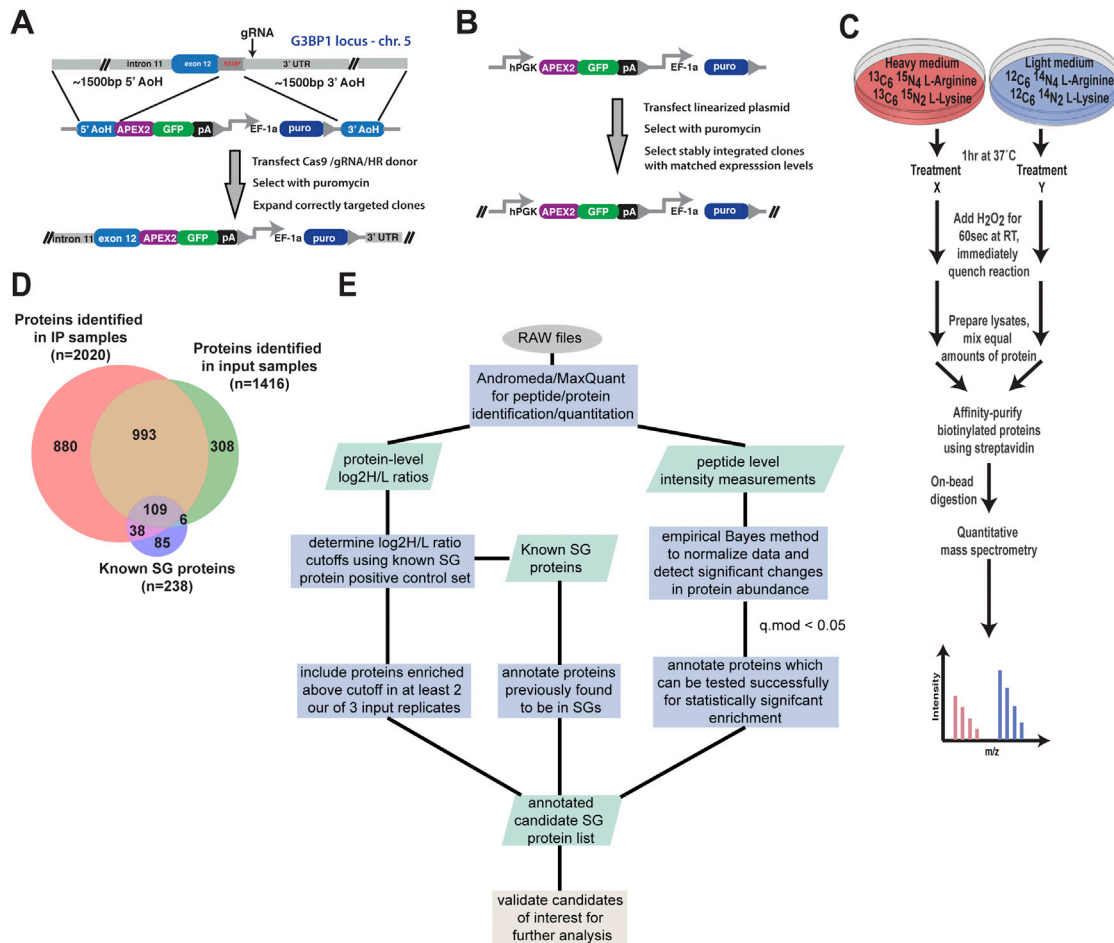 A
gRNA
G3BP1 locus - chr. 5
intron 11
exon 12
STOP
3' UTR
~1500bp 5' AoH
~1500bp 3' AoH
5' AoH
APEX2
GFP
pA
EF-1a
puro
3' AoH
Transfect Cas9 /gRNA/HR donor
Select with puromycin
Expand correctly targeted clones
intron 11
exon 12
APEX2
GFP
pA
EF-1a
puro
3' UTR
B
hPGK
APEX2
GFP
pA
EF-1a
puro
Transfect linearized plasmid
Select with puromycin
Select stably integrated clones
with matched expresssion levels
hPGK
APEX2
GFP
pA
EF-1a
puro
C
Heavy medium
13C6 15N4 L-Arginine
13C6 15N2 L-Lysine
Light medium
12C6 14N4 L-Arginine
12C6 14N2 L-Lysine
1hr at 37˚C
Treatment
X
Treatment
Y
Add H2O2 for
60sec at RT,
immediately
quench reaction
Prepare lysates,
mix equal
amounts of protein
Affinity-purify
biotinylated proteins
using streptavidin
On-bead
digestion
Quantitative
mass spectrometry
Intensity
m/z
D
Proteins identified
in IP samples
(n=2020)
Proteins identified
in input samples
(n=1416)
880
993
308
109
6
38
85
Known SG proteins
(n=238)
E
RAW files
Andromeda/MaxQuant
for peptide/protein
identification/quantitation
protein-level
log2H/L ratios
peptide level
intensity measurements
determine log2H/L ratio
cutoffs using known SG
protein positive control set
Known SG
proteins
empirical Bayes method
to normalize data and
detect significant changes
in protein abundance
q.mod < 0.05
include proteins enriched
above cutoff in at least 2
our of 3 input replicates
annotate proteins
previously found
to be in SGs
annotate proteins which
can be tested successfully
for statistically signifcant
enrichment
annotated
candidate SG
protein list
validate candidates
of interest for
further analysis